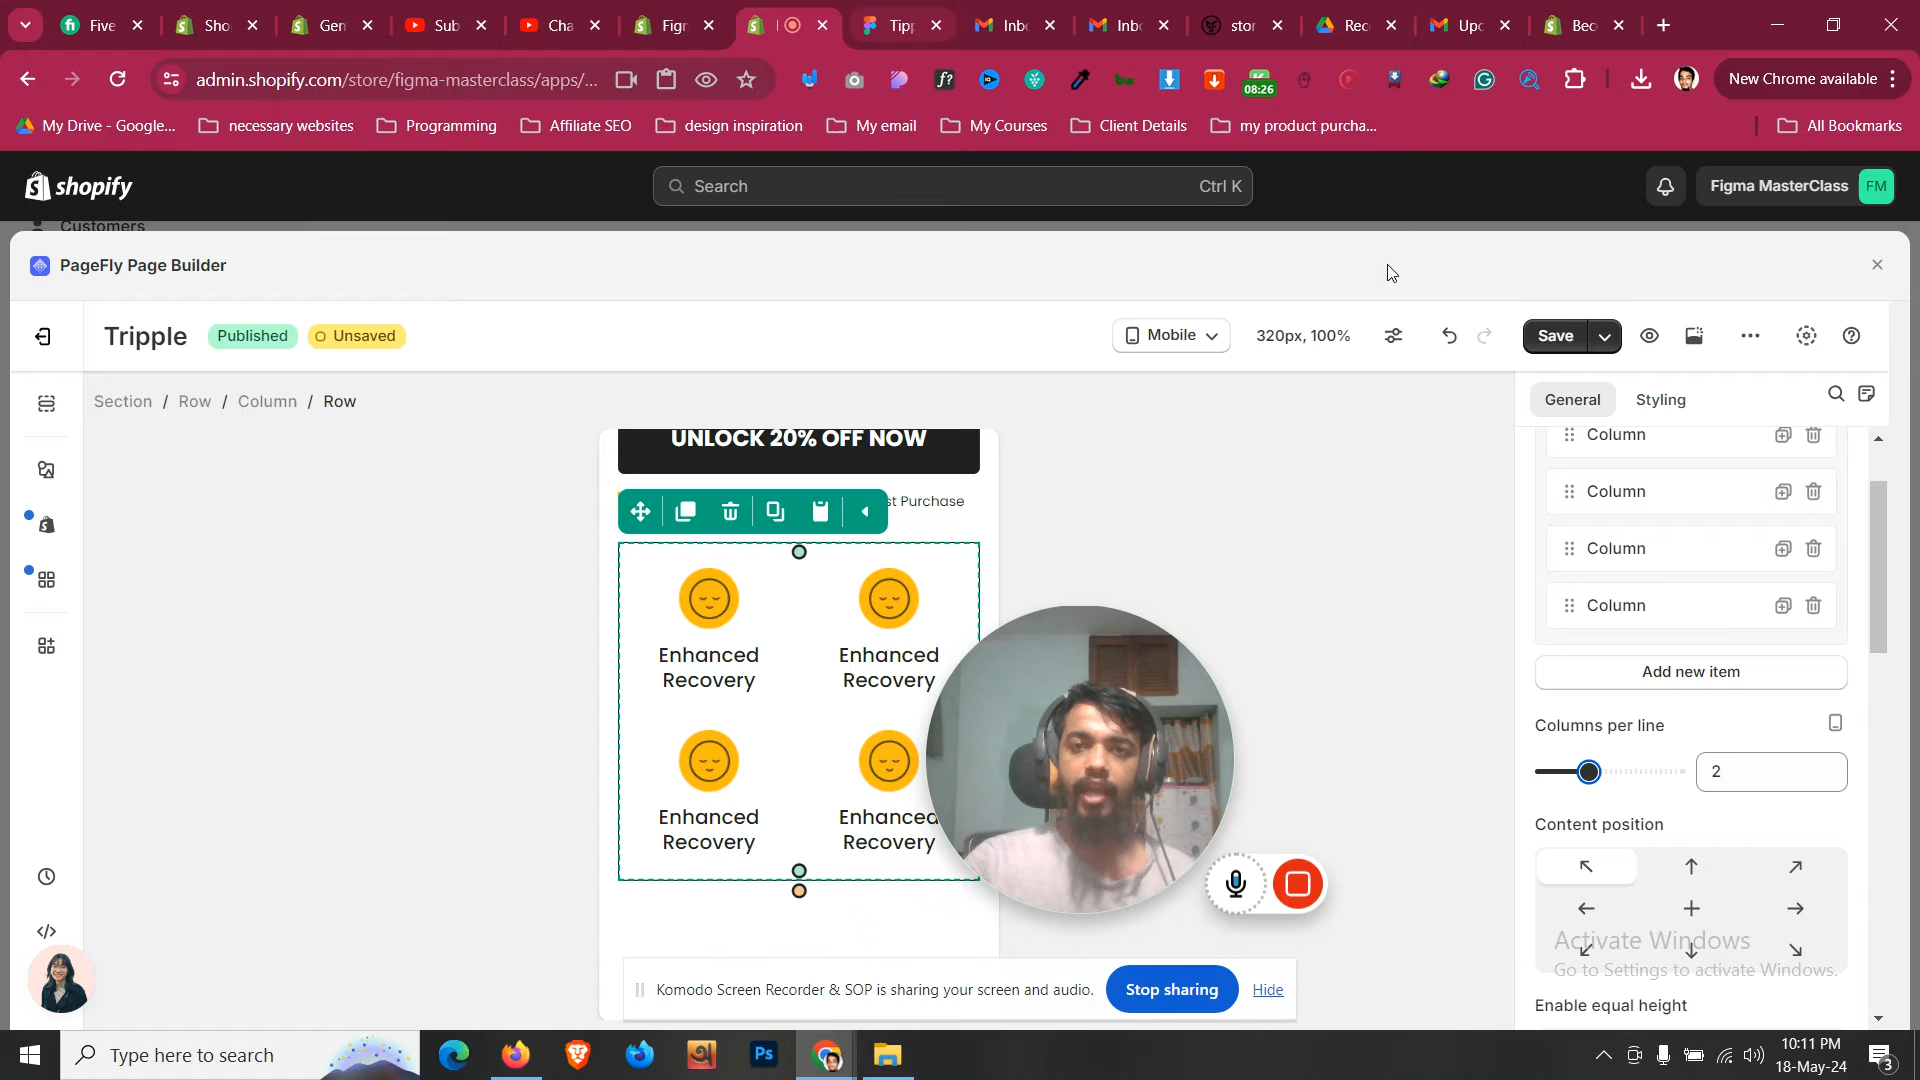 Five
Sho
Gen
Sub
Cha
Figr
Tipp
Inbc
Inbc
stor
Rec
Upc
Bec
admin.shopify.com/store/figma-masterclass/apps/...
08:26
New Chrome available
My Drive - Google...
necessary websites
Programming
Affiliate SEO
design inspiration
My email
My Courses
Client Details
my product purcha...
All Bookmarks
shopify
Search
Ctrl K
Figma MasterClass
FM
Customers
PageFly Page Builder
Tripple
Published
Unsaved
Mobile
320px, 100%
Save
Section / Row / Column / Row
General
Styling
UNLOCK 20% OFF NOW
st Purchase
Enhanced
Recovery
Enhanced
Recovery
Enhanced
Recovery
Enhanced
Recovery
Column
Column
Column
Column
Add new item
Columns per line
2
Content position
Activate Windows
Go to Settings to activate Windows.
Enable equal height
Komodo Screen Recorder & SOP is sharing your screen and audio.
Stop sharing
Hide
Type here to search
Ps
10:11 PM
18-May-24
3